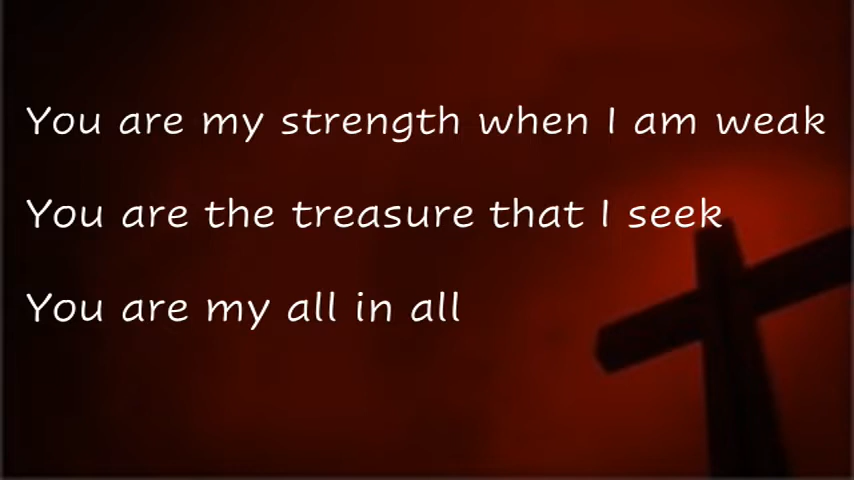 You are my strength when I am weak
You are the treasure that I seek
You are my all in all